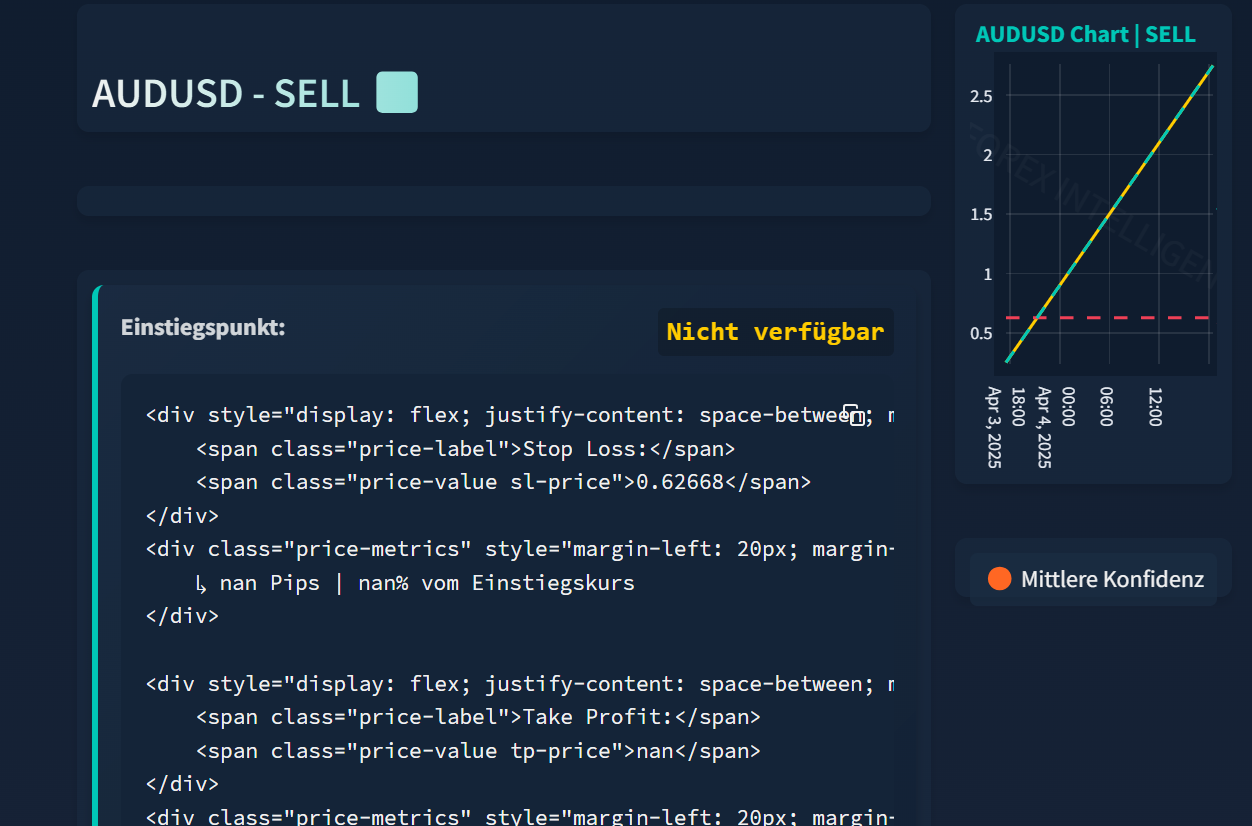 AUDUSD - SELL
Einstiegspunkt:
Nicht verfügbar
<div style="display: flex; justify-content: space-between; m
    <span class="price-label">Stop Loss:</span>
    <span class="price-value sl-price">0.62668</span>
</div>
<div class="price-metrics" style="margin-left: 20px; margin-
    ↳ nan Pips | nan% vom Einstiegskurs
</div>
<div style="display: flex; justify-content: space-between; m
    <span class="price-label">Take Profit:</span>
    <span class="price-value tp-price">nan</span>
</div>
<div class="price-metrics" style="margin-left: 20px; margin-
AUDUSD Chart | SELL
2.5
2
1.5
1
0.5
FOREX INTELLIGEN
18:00
Apr 3, 2025
00:00
Apr 4, 2025
06:00
12:00
Mittlere Konfidenz